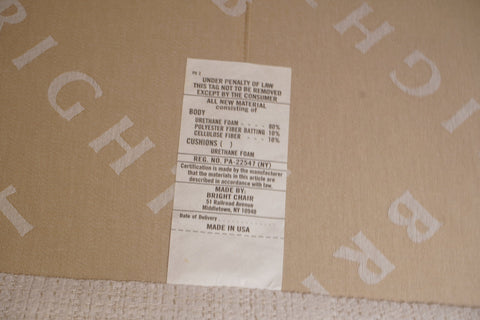 PS 2
UNDER PENALTY OF LAW
THIS TAG NOT TO BE REMOVED
EXCEPT BY THE CONSUMER
ALL NEW MATERIAL
consisting of
BODY
URETHANE FOAM - - - - - 80%
POLYESTER FIBER BATTING 10%
CELLULOSE FIBER - - - - 10%
CUSHIONS ( )
URETHANE FOAM
REG. NO. PA-22547 (NY)
Certification is made by the manufacturer
that the materials in this article are
described in accordance with law.
MADE BY:
BRIGHT CHAIR
51 Railroad Avenue
Middletown, NY 10940
Date of Delivery
MADE IN USA
BRIGHT
BRIGHT